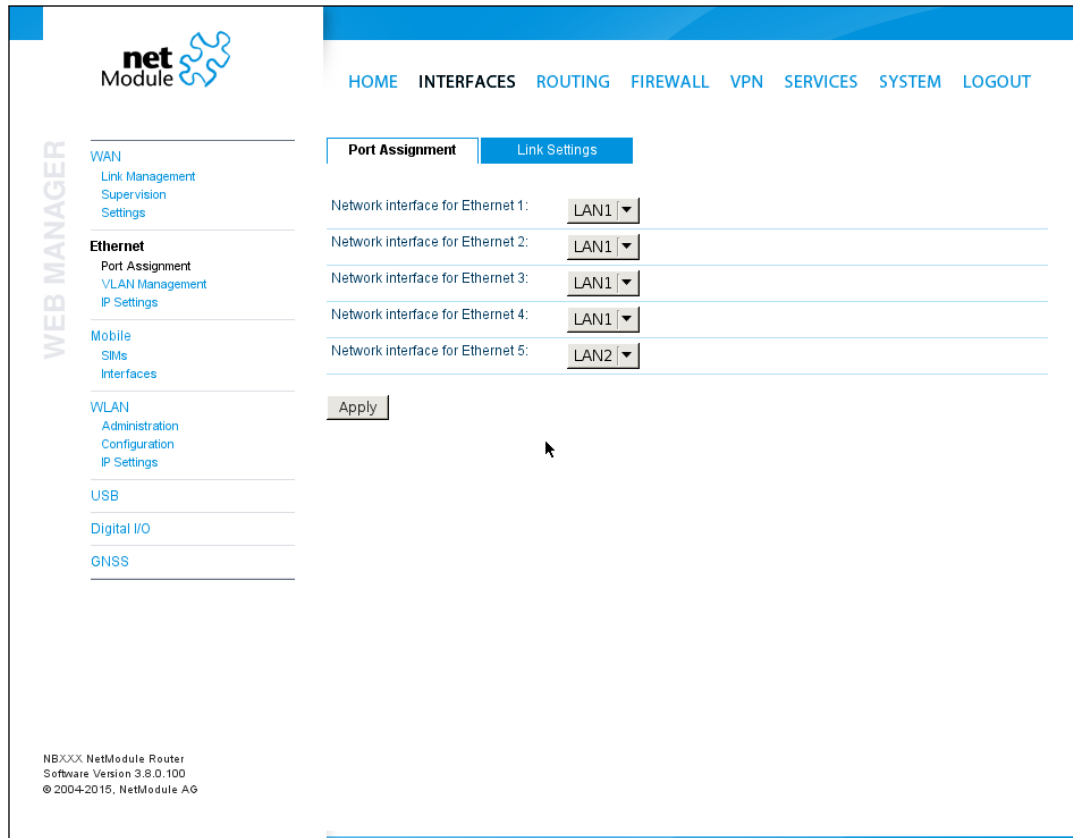 net
Module
HOME INTERFACES ROUTING FIREWALL VPN SERVICES SYSTEM LOGOUT
WEB MANAGER
WAN
Link Management
Supervision
Settings
Ethernet
Port Assignment
VLAN Management
IP Settings
Mobile
SIMs
Interfaces
WLAN
Administration
Configuration
IP Settings
USB
Digital I/O
GNSS
Port Assignment Link Settings
Network interface for Ethernet 1: LAN1
Network interface for Ethernet 2: LAN1
Network interface for Ethernet 3: LAN1
Network interface for Ethernet 4: LAN1
Network interface for Ethernet 5: LAN2
Apply
NBXXX NetModule Router
Software Version 3.8.0.100
© 2004-2015, NetModule AG